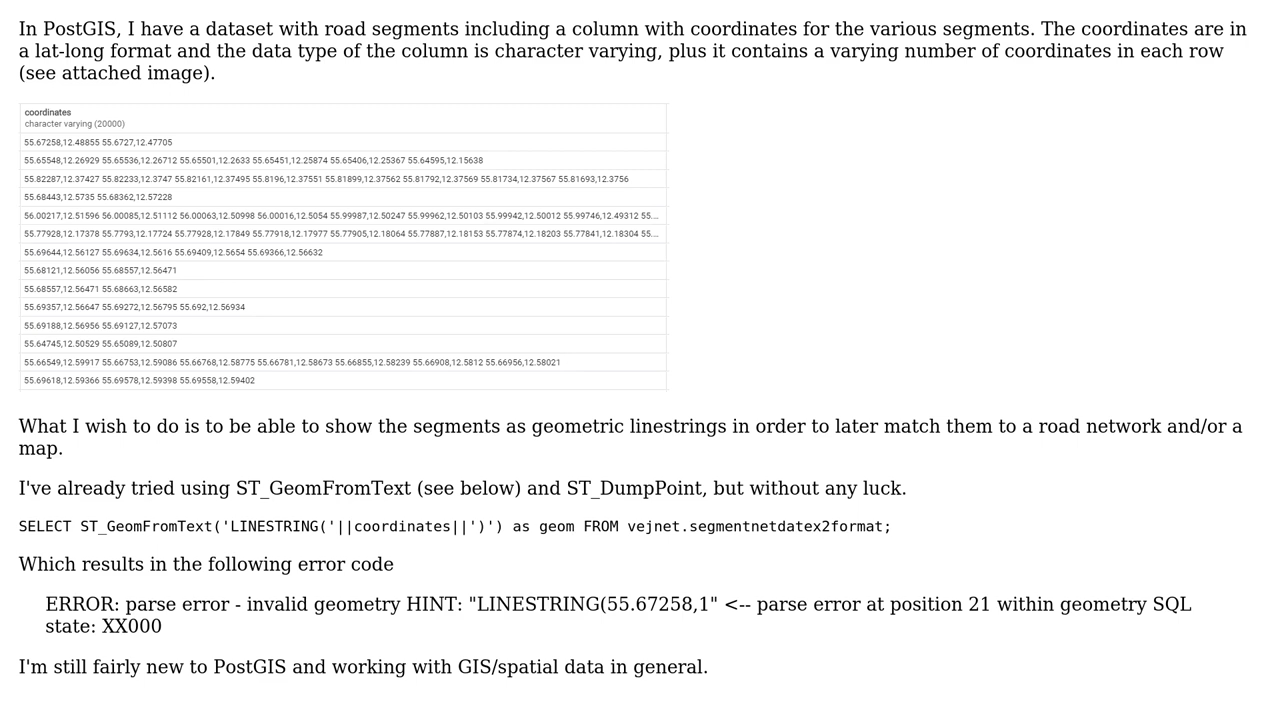 In PostGIS, I have a dataset with road segments including a column with coordinates for the various segments. The coordinates are in
a lat-long format and the data type of the column is character varying, plus it contains a varying number of coordinates in each row
(see attached image).
coordinates
character varying (20000)
55.67258,12.48855 55.6727,12.47705
55.65548,12.26929 55.65536,12.26712 55.65501,12.2633 55.65451,12.25874 55.65406,12.25367 55.64595,12.15638
55.82287,12.37427 55.82233,12.3747 55.82161,12.37495 55.8196,12.37551 55.81899,12.37562 55.81792,12.37569 55.81734,12.37567 55.81693,12.3756
55.68443,12.5735 55.68362,12.57228
56.00217,12.51596 56.00085,12.51112 56.00063,12.50998 56.00016,12.5054 55.99987,12.50247 55.99962,12.50103 55.99942,12.50012 55.99746,12.49312 55...
55.77928,12.17378 55.7793,12.17724 55.77928,12.17849 55.77918,12.17977 55.77905,12.18064 55.77887,12.18153 55.77874,12.18203 55.77841,12.18304 55...
55.69644,12.56127 55.69634,12.5616 55.69409,12.5654 55.69366,12.56632
55.68121,12.56056 55.68557,12.56471
55.68557,12.56471 55.68663,12.56582
55.69357,12.56647 55.69272,12.56795 55.692,12.56934
55.69188,12.56956 55.69127,12.57073
55.64745,12.50529 55.65089,12.50807
55.66549,12.59917 55.66753,12.59086 55.66768,12.58775 55.66781,12.58673 55.66855,12.58239 55.66908,12.5812 55.66956,12.58021
55.69618,12.59366 55.69578,12.59398 55.69558,12.59402
What I wish to do is to be able to show the segments as geometric linestrings in order to later match them to a road network and/or a
map.
I've already tried using ST_GeomFromText (see below) and ST_DumpPoint, but without any luck.
SELECT ST_GeomFromText('LINESTRING('||coordinates||')') as geom FROM vejnet.segmentnetdatex2format;
Which results in the following error code
ERROR: parse error - invalid geometry HINT: "LINESTRING(55.67258,1" <-- parse error at position 21 within geometry SQL
state: XX000
I'm still fairly new to PostGIS and working with GIS/spatial data in general.